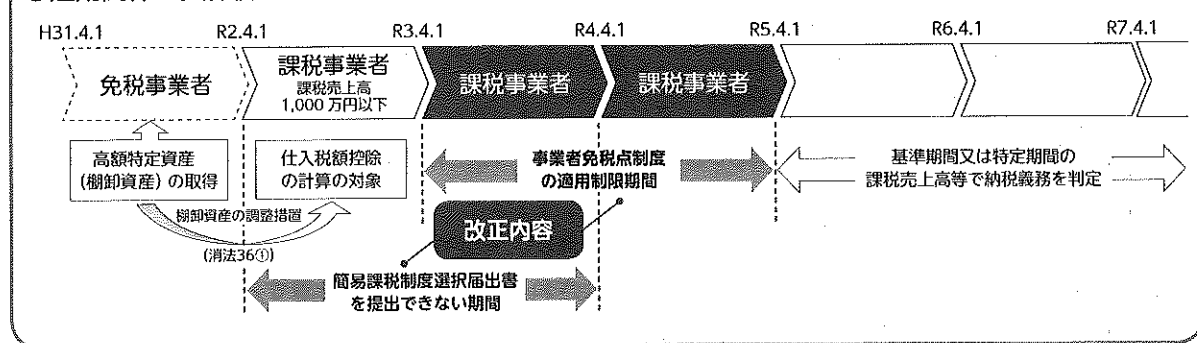 H31.4.1
R2.4.1
R3.4.1
R4.4.1
R5.4.1
R6.4.1
R7.4.1
免税事業者
課税事業者
課税売上高
1,000万円以下
課税事業者
課税事業者
高額特定資産
(棚卸資産)の取得
仕入税額控除
の計算の対象
事業者免税点制度
の適用制限期間
基準期間又は特定期間の
課税売上高等で納税義務を判定
棚卸資産の調整措置
(消法36①)
改正内容
簡易課税制度選択届出書
を提出できない期間